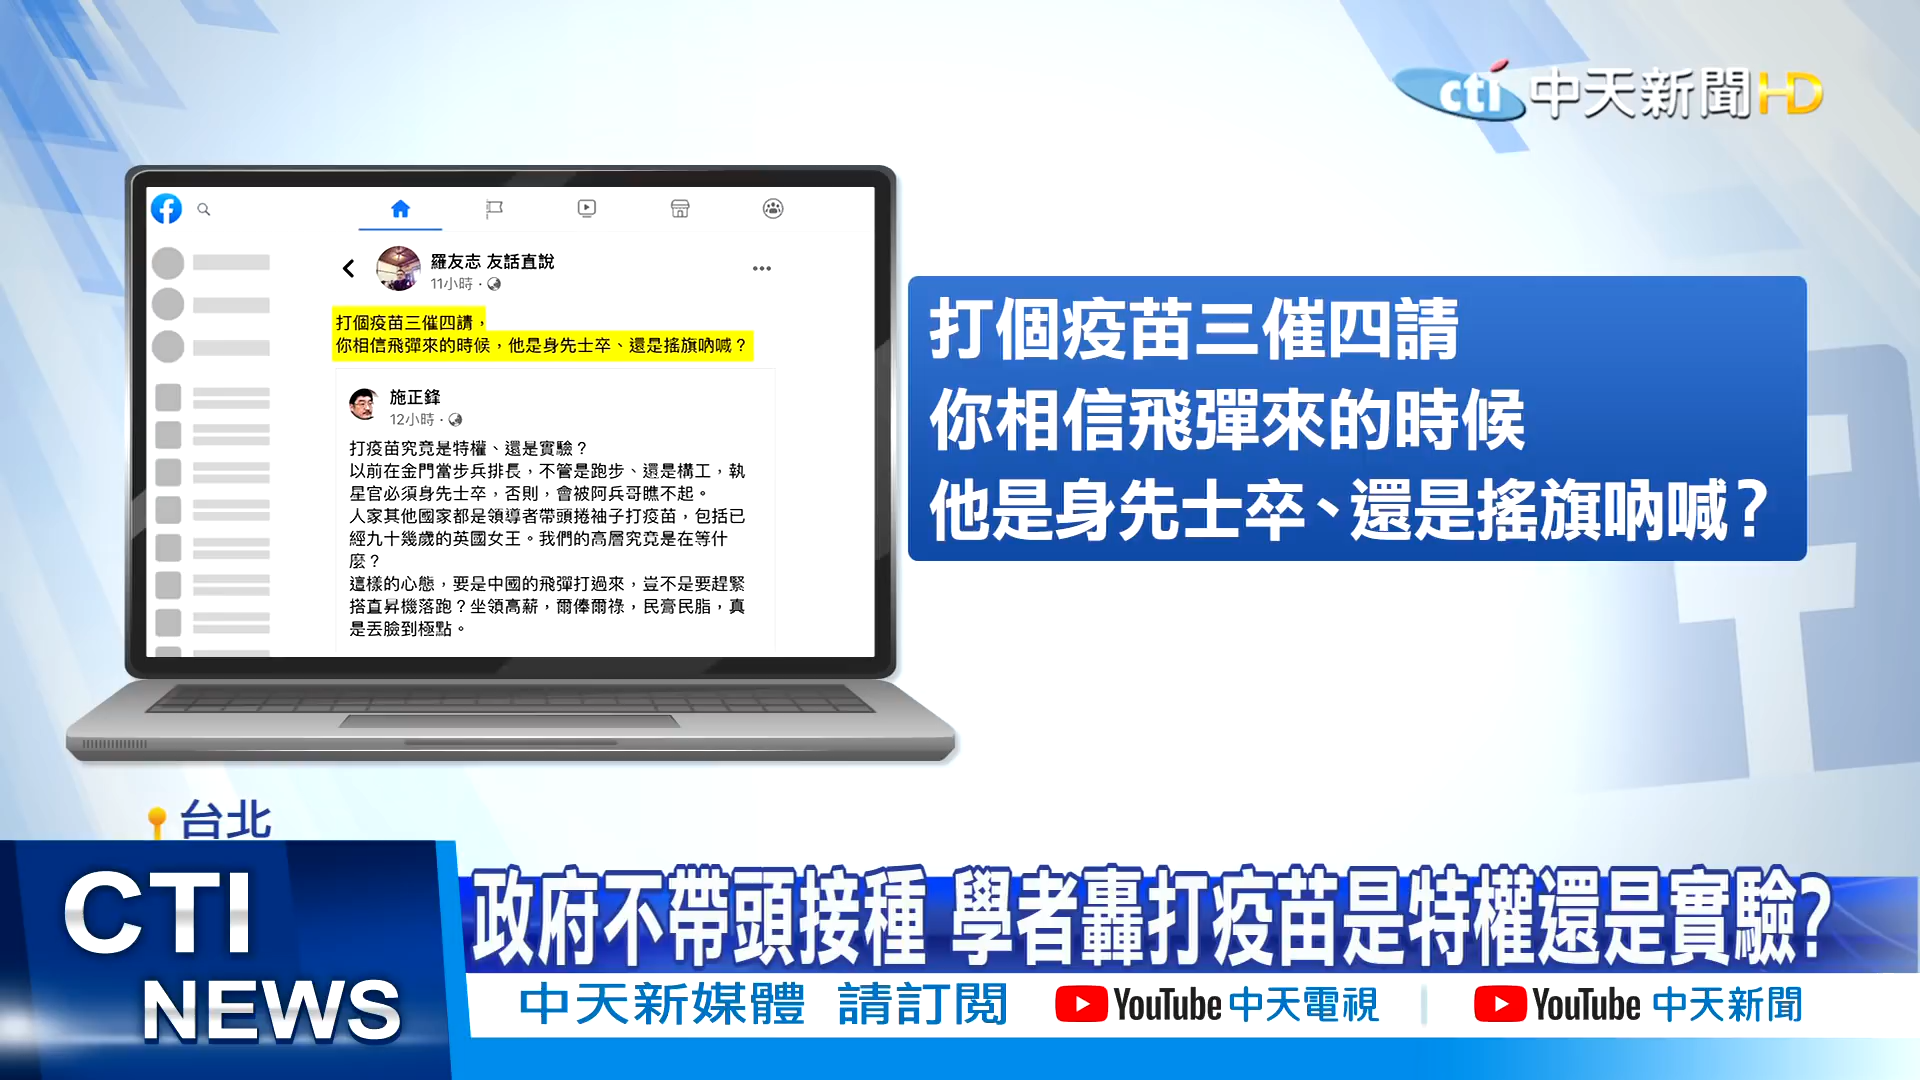 cti 中天新聞HD
羅友志 友話直說
11小時 ·
打個疫苗三催四請，
你相信飛彈來的時候，他是身先士卒、還是搖旗吶喊？
施正鋒
12小時 ·
打疫苗究竟是特權、還是實驗？
以前在金門當步兵排長，不管是跑步、還是構工，執
星官必須身先士卒，否則，會被阿兵哥瞧不起。
人家其他國家都是領導者帶頭捲袖子打疫苗，包括已
經九十幾歲的英國女王。我們的高層究竟是在等什
麼？
這樣的心態，要是中國的飛彈打過來，豈不是要趕緊
搭直昇機落跑？坐領高薪，爾俸爾祿，民膏民脂，真
是丟臉到極點。
打個疫苗三催四請
你相信飛彈來的時候
他是身先士卒、還是搖旗吶喊？
台北
CTI
NEWS
政府不帶頭接種 學者轟打疫苗是特權還是實驗?
中天新媒體 請訂閱 YouTube 中天電視 | YouTube 中天新聞